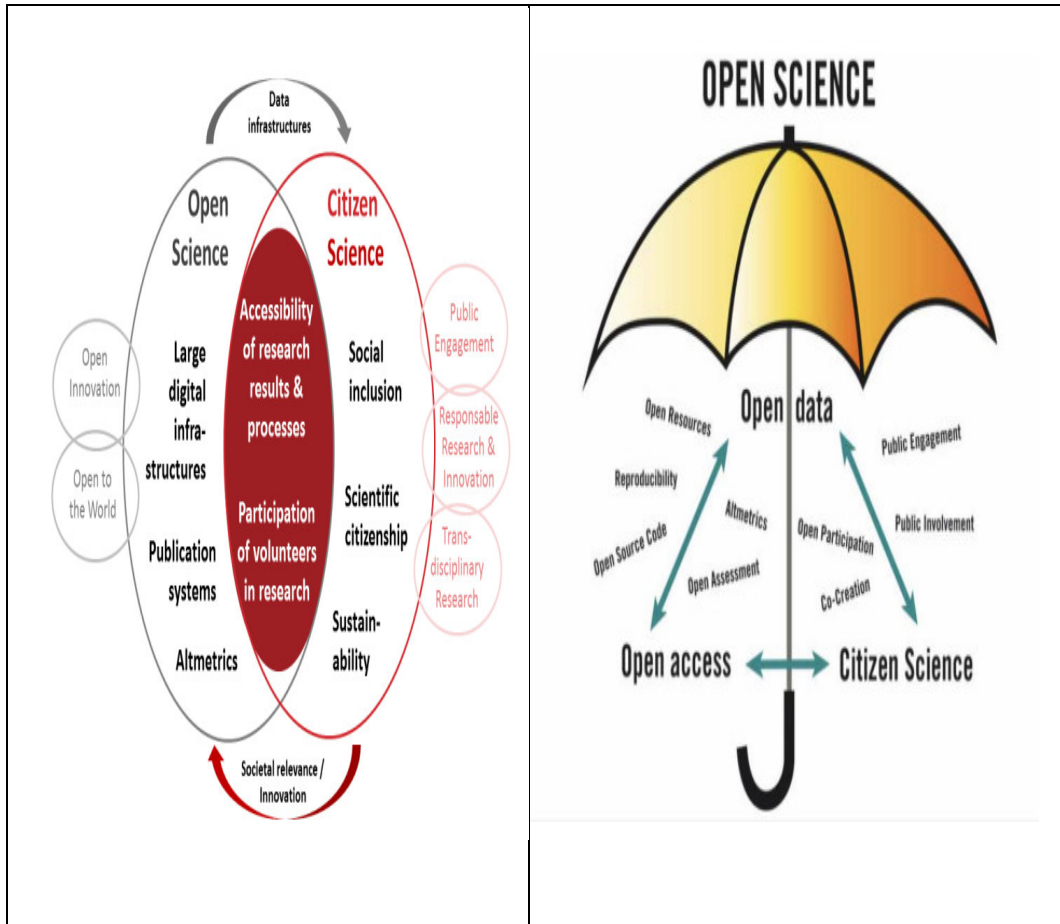 Data
infrastructures
Open
Science
Citizen
Science
Accessibility
of research
results &
processes
Participation
of volunteers
in research
Large
digital
infra-
structures
Publication
systems
Altmetrics
Social
inclusion
Scientific
citizenship
Sustain-
ability
Open
Innovation
Open to
the World
Public
Engagement
Responsable
Research &
Innovation
Trans-
disciplinary
Research
Societal relevance /
Innovation
OPEN SCIENCE
Open data
Open Resources
Reproducibility
Open Source Code
Altmetrics
Open Assessment
Public Engagement
Public Involvement
Open Participation
Co-Creation
Open access
Citizen Science